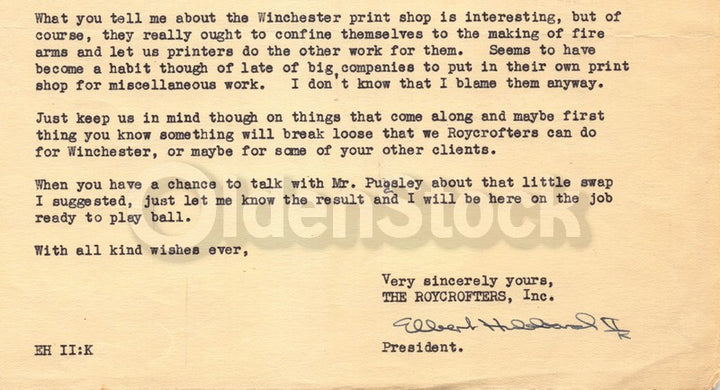 What you tell me about the Winchester print shop is interesting, but of
course, they really ought to confine themselves to the making of fire
arms and let us printers do the other work for them. Seems to have
become a habit though of late of big, companies to put in their own print
shop for miscellaneous work. I don't know that I blame them anyway.
Just keep us in mind though on things that come along and maybe first
thing you know something will break loose that we Roycrofters can do
for Winchester, or maybe for some of your other clients.
When you have a chance to talk with Mr. Pugsley about that little swap
I suggested, just let me know the result and I will be here on the job
ready to play ball.
OldenStock
With all kind wishes ever,
Very sincerely yours,
THE ROYCROFTERS, Inc.
Elbert Hubbard II
EH II:K
President.